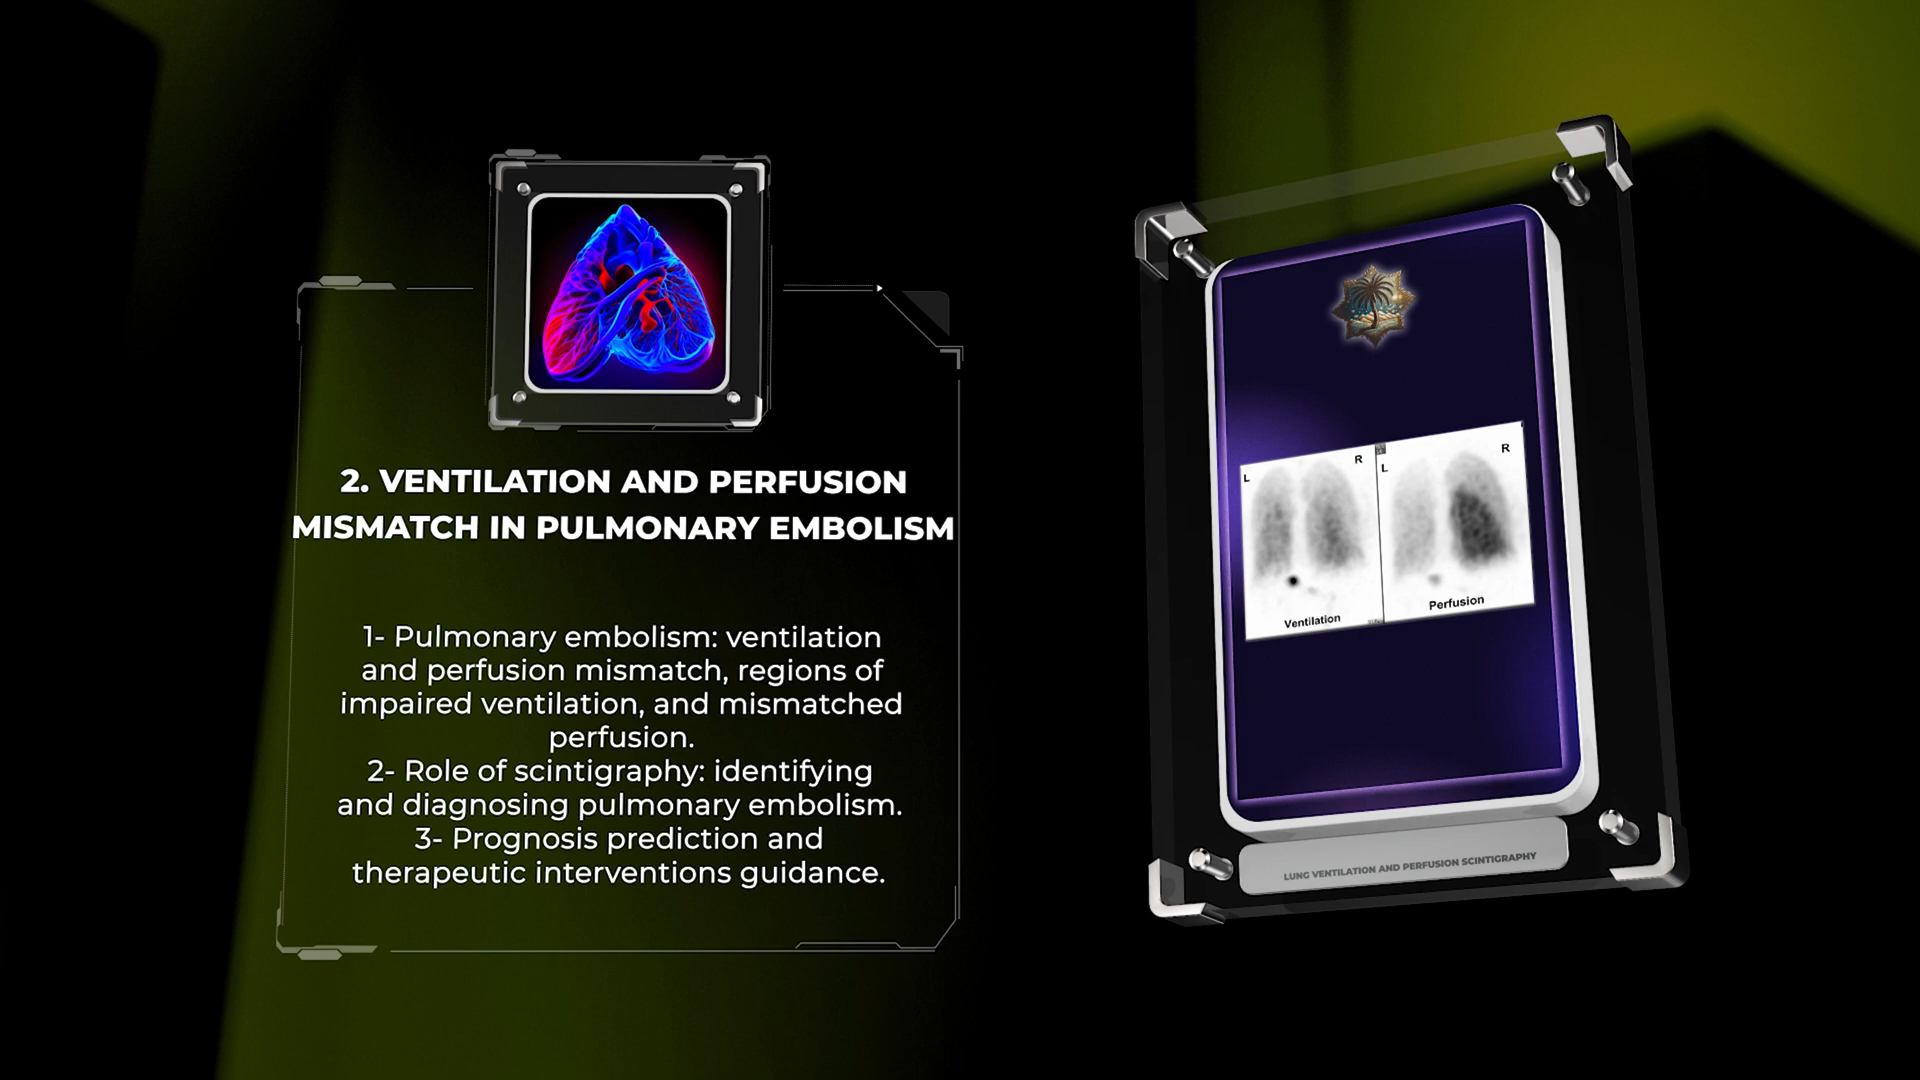 2. VENTILATION AND PERFUSION
MISMATCH IN PULMONARY EMBOLISM
1- Pulmonary embolism: ventilation
and perfusion mismatch, regions of
impaired ventilation, and mismatched
perfusion.
2- Role of scintigraphy: identifying
and diagnosing pulmonary embolism.
3- Prognosis prediction and
therapeutic interventions guidance.
L R
L R
Ventilation
Perfusion
LUNG VENTILATION AND PERFUSION SCINTIGRAPHY